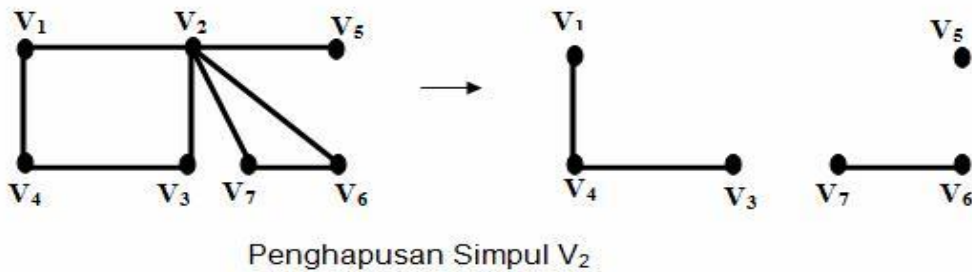 V₁ V₂ V₅ V₁ V₅
V₄ V₃ V₇ V₆ V₄ V₃ V₇ V₆
Penghapusan Simpul V₂